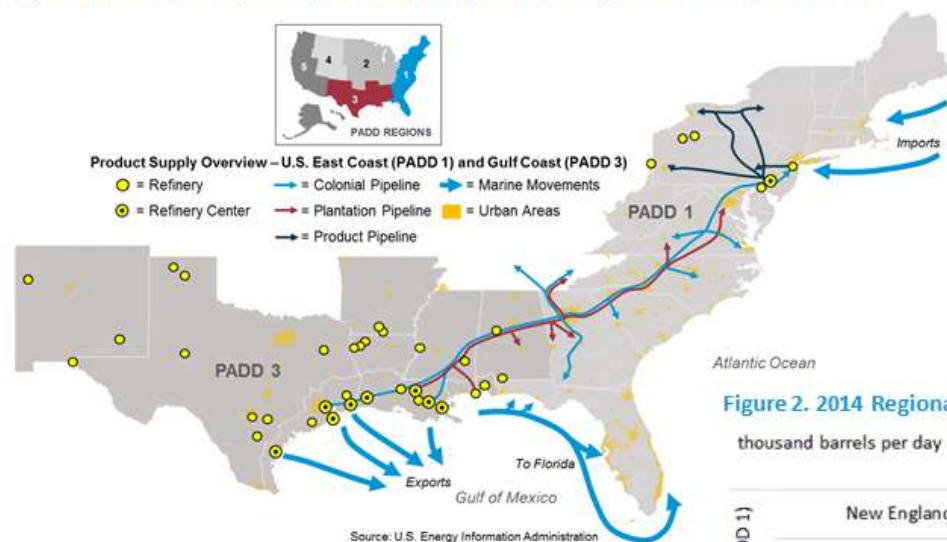 5
4
2
1
3
PADD REGIONS
Product Supply Overview – U.S. East Coast (PADD 1) and Gulf Coast (PADD 3)
= Refinery
= Colonial Pipeline
= Marine Movements
= Refinery Center
= Plantation Pipeline
= Urban Areas
= Product Pipeline
Imports
PADD 1
PADD 3
Atlantic Ocean
Figure 2. 2014 Regiona
thousand barrels per day
To Florida
Exports
Gulf of Mexico
New England
Source: U.S. Energy Information Administration
DD 1)